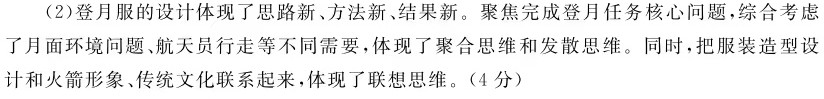 (2)登月服的设计体现了思路新、方法新、结果新。聚焦完成登月任务核心问题,综合考虑
了月面环境问题、航天员行走等不同需要,体现了聚合思维和发散思维。同时,把服装造型设
计和火箭形象、传统文化联系起来,体现了联想思维。(4分)